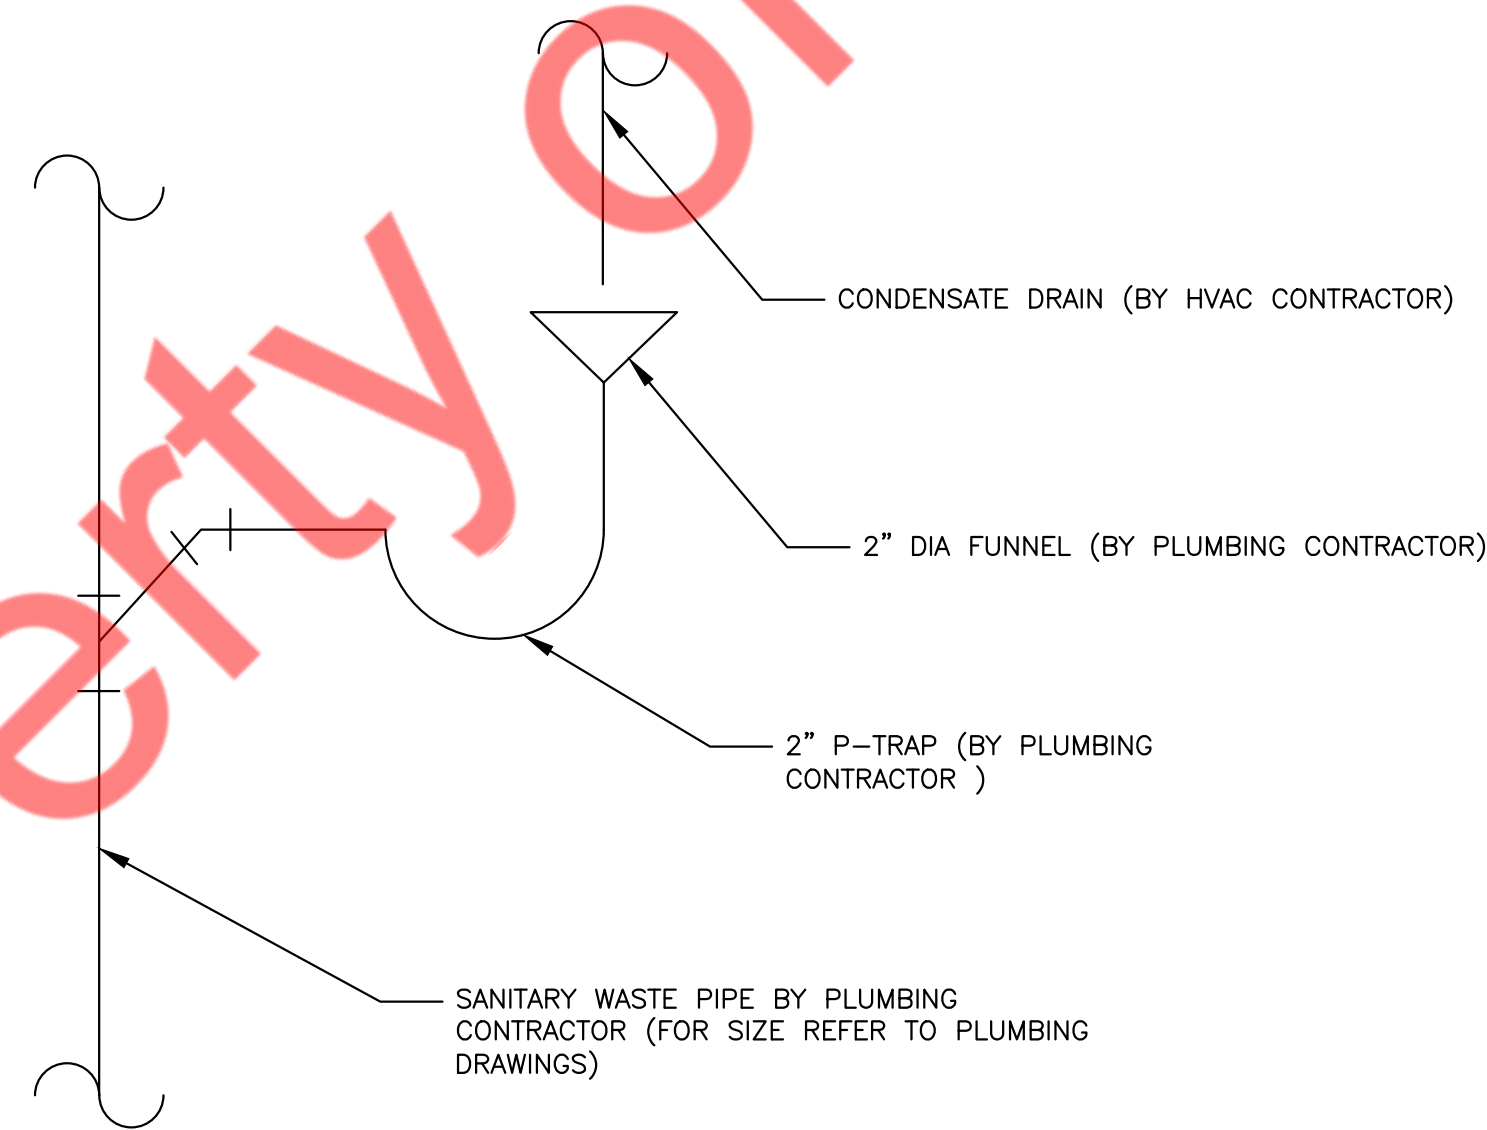 CONDENSATE DRAIN (BY HVAC CONTRACTOR)
2” DIA FUNNEL (BY PLUMBING CONTRACTOR)
2” P-TRAP (BY PLUMBING
CONTRACTOR )
SANITARY WASTE PIPE BY PLUMBING
CONTRACTOR (FOR SIZE REFER TO PLUMBING
DRAWINGS)
erty o